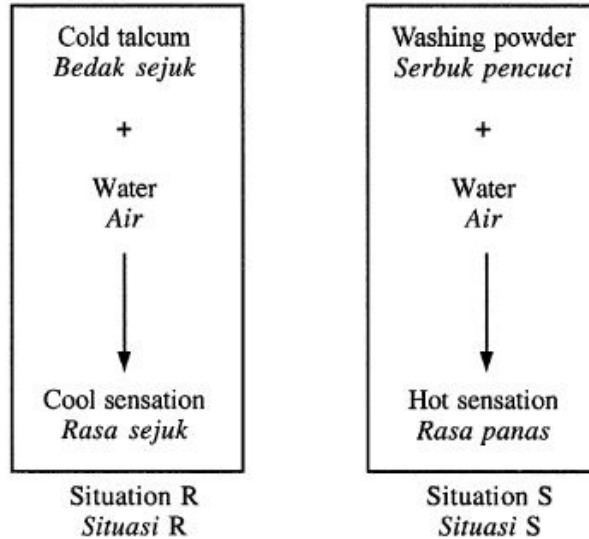 Cold talcum
Bedak sejuk
+
Water
Air
Cool sensation
Rasa sejuk
Situation R
Situasi R
Washing powder
Serbuk pencuci
+
Water
Air
Hot sensation
Rasa panas
Situation S
Situasi S